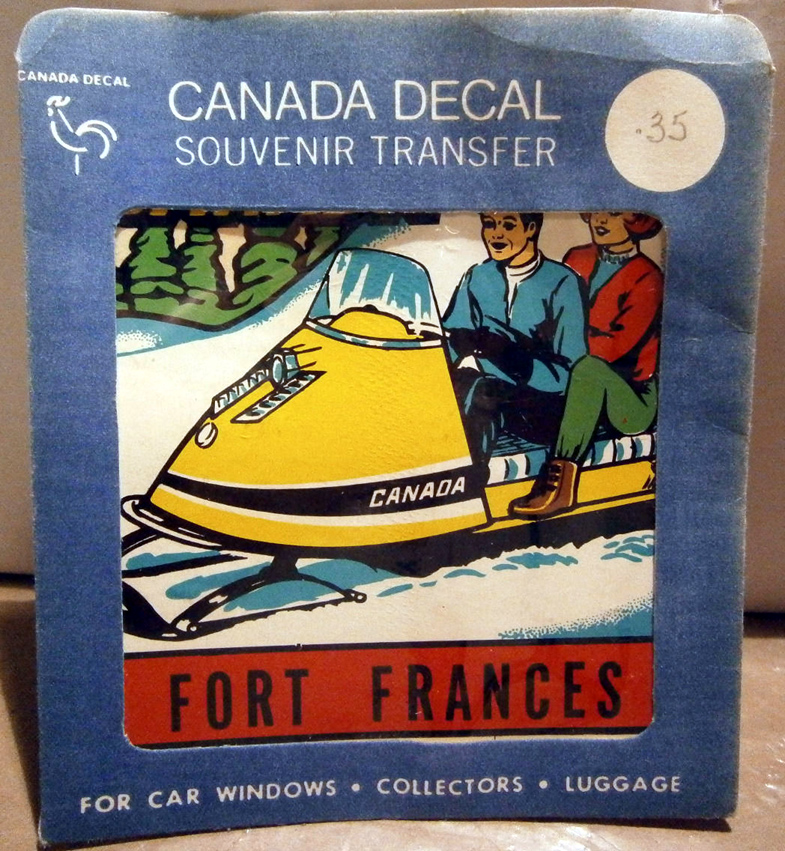 CANADA DECAL
CANADA DECAL
SOUVENIR TRANSFER
.35
CANADA
FORT FRANCES
FOR CAR WINDOWS • COLLECTORS • LUGGAGE